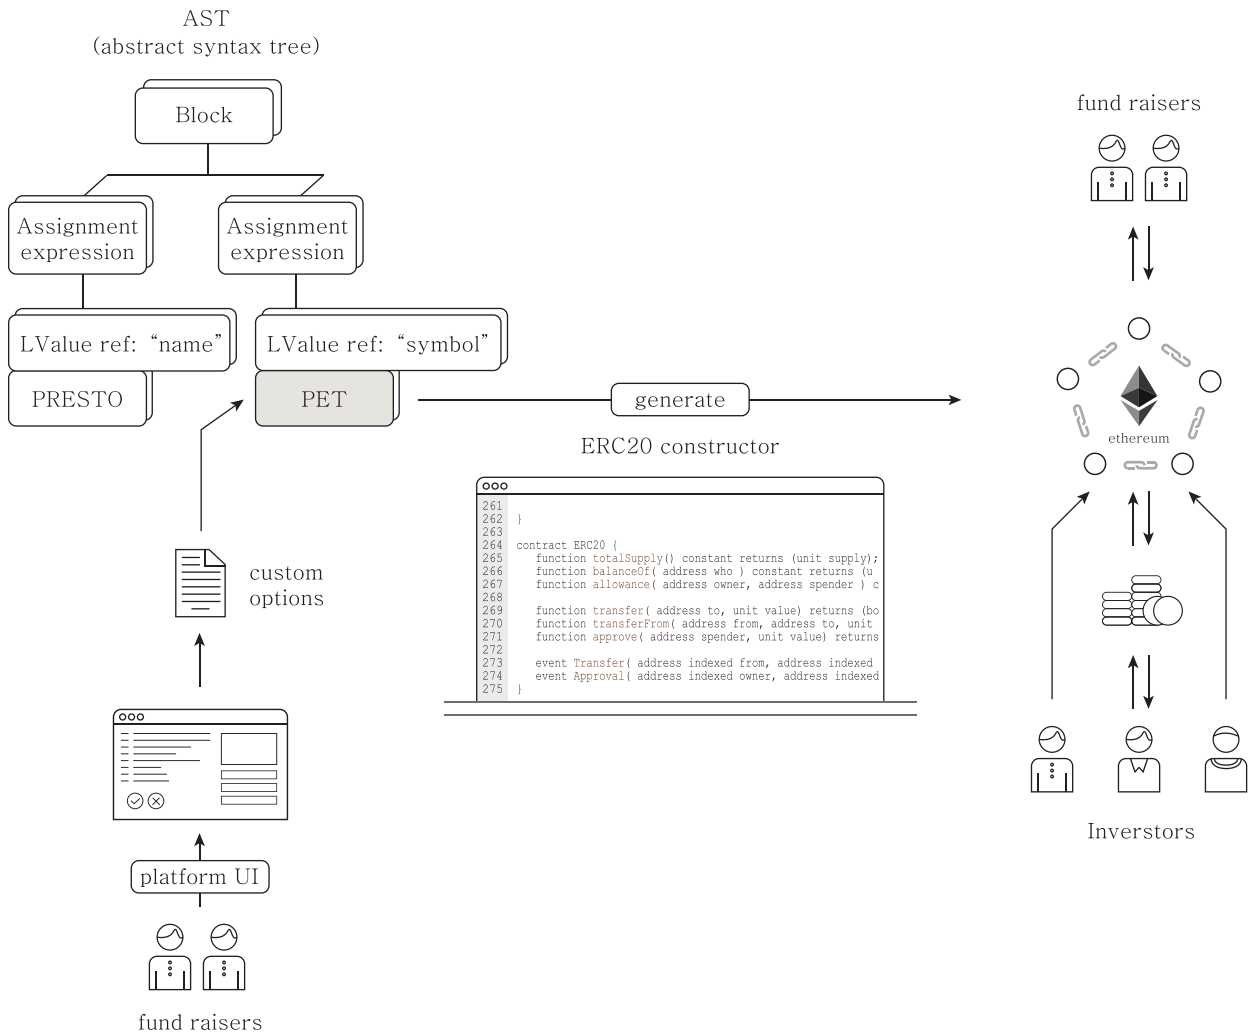 AST
(abstract syntax tree)
Block
Assignment
expression
Assignment
expression
LValue ref: “name”
LValue ref: “symbol”
PRESTO
PET
generate
ERC20 constructor
261
262 }
263
264 contract ERC20 {
265 function totalSupply() constant returns (unit supply);
266 function balanceOf( address who ) constant returns (u
267 function allowance( address owner, address spender ) c
268
269 function transfer( address to, unit value) returns (bo
270 function transferFrom( address from, address to, unit
271 function approve( address spender, unit value) returns
272
273 event Transfer( address indexed from, address indexed
274 event Approval( address indexed owner, address indexed
275 }
custom
options
platform UI
fund raisers
fund raisers
ethereum
Inverstors